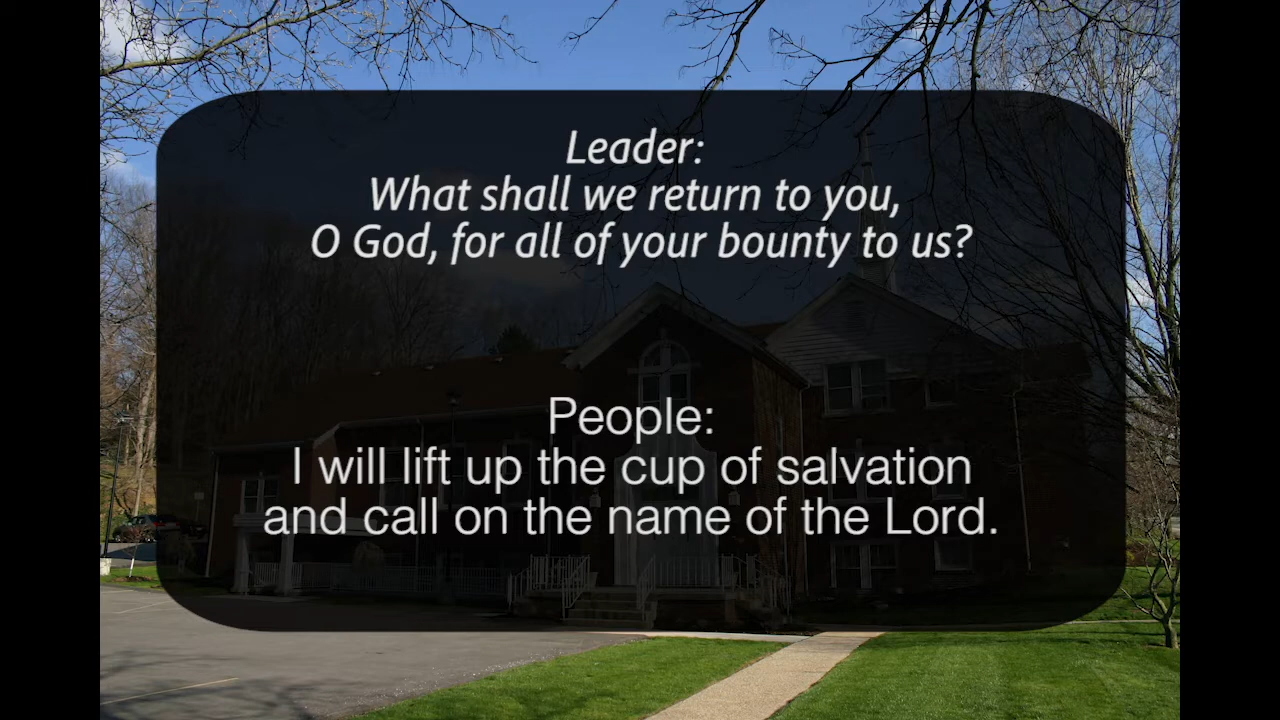 Leader:
What shall we return to you,
O God, for all of your bounty to us?
People:
I will lift up the cup of salvation
and call on the name of the Lord.